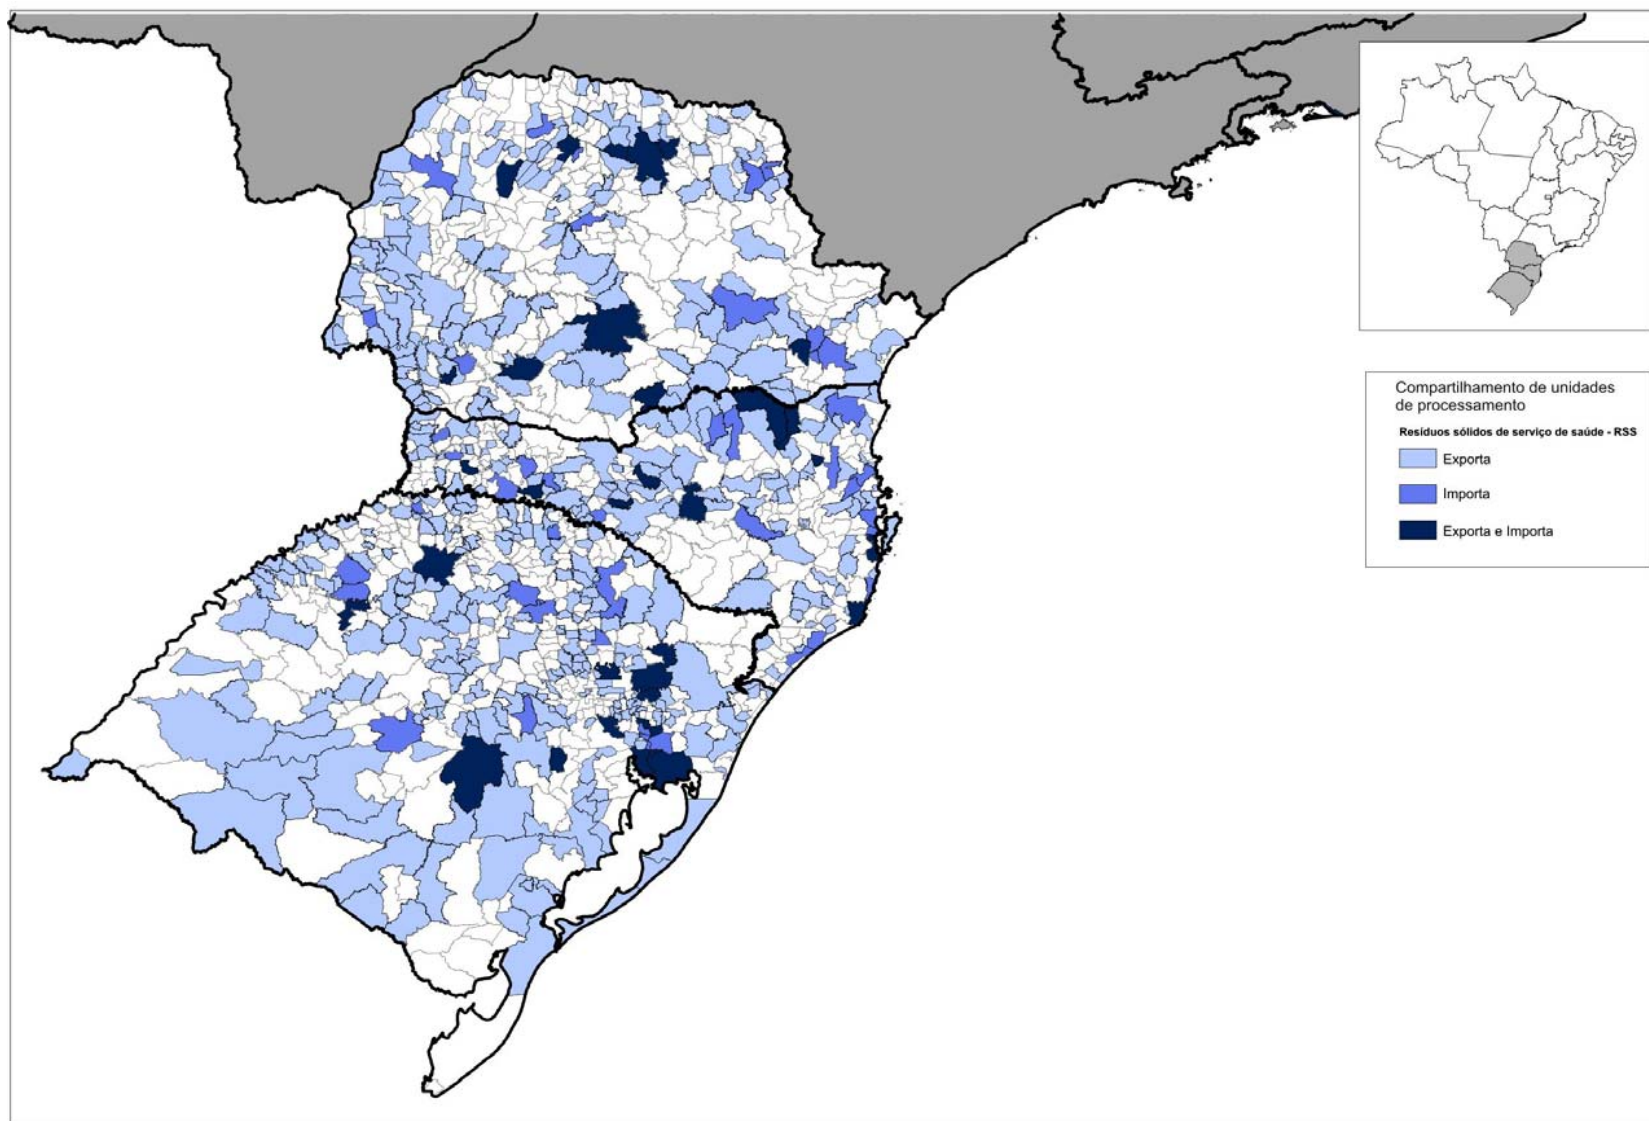 Compartilhamento de unidades
de processamento
Resíduos sólidos de serviço de saúde - RSS
Exporta
Importa
Exporta e Importa